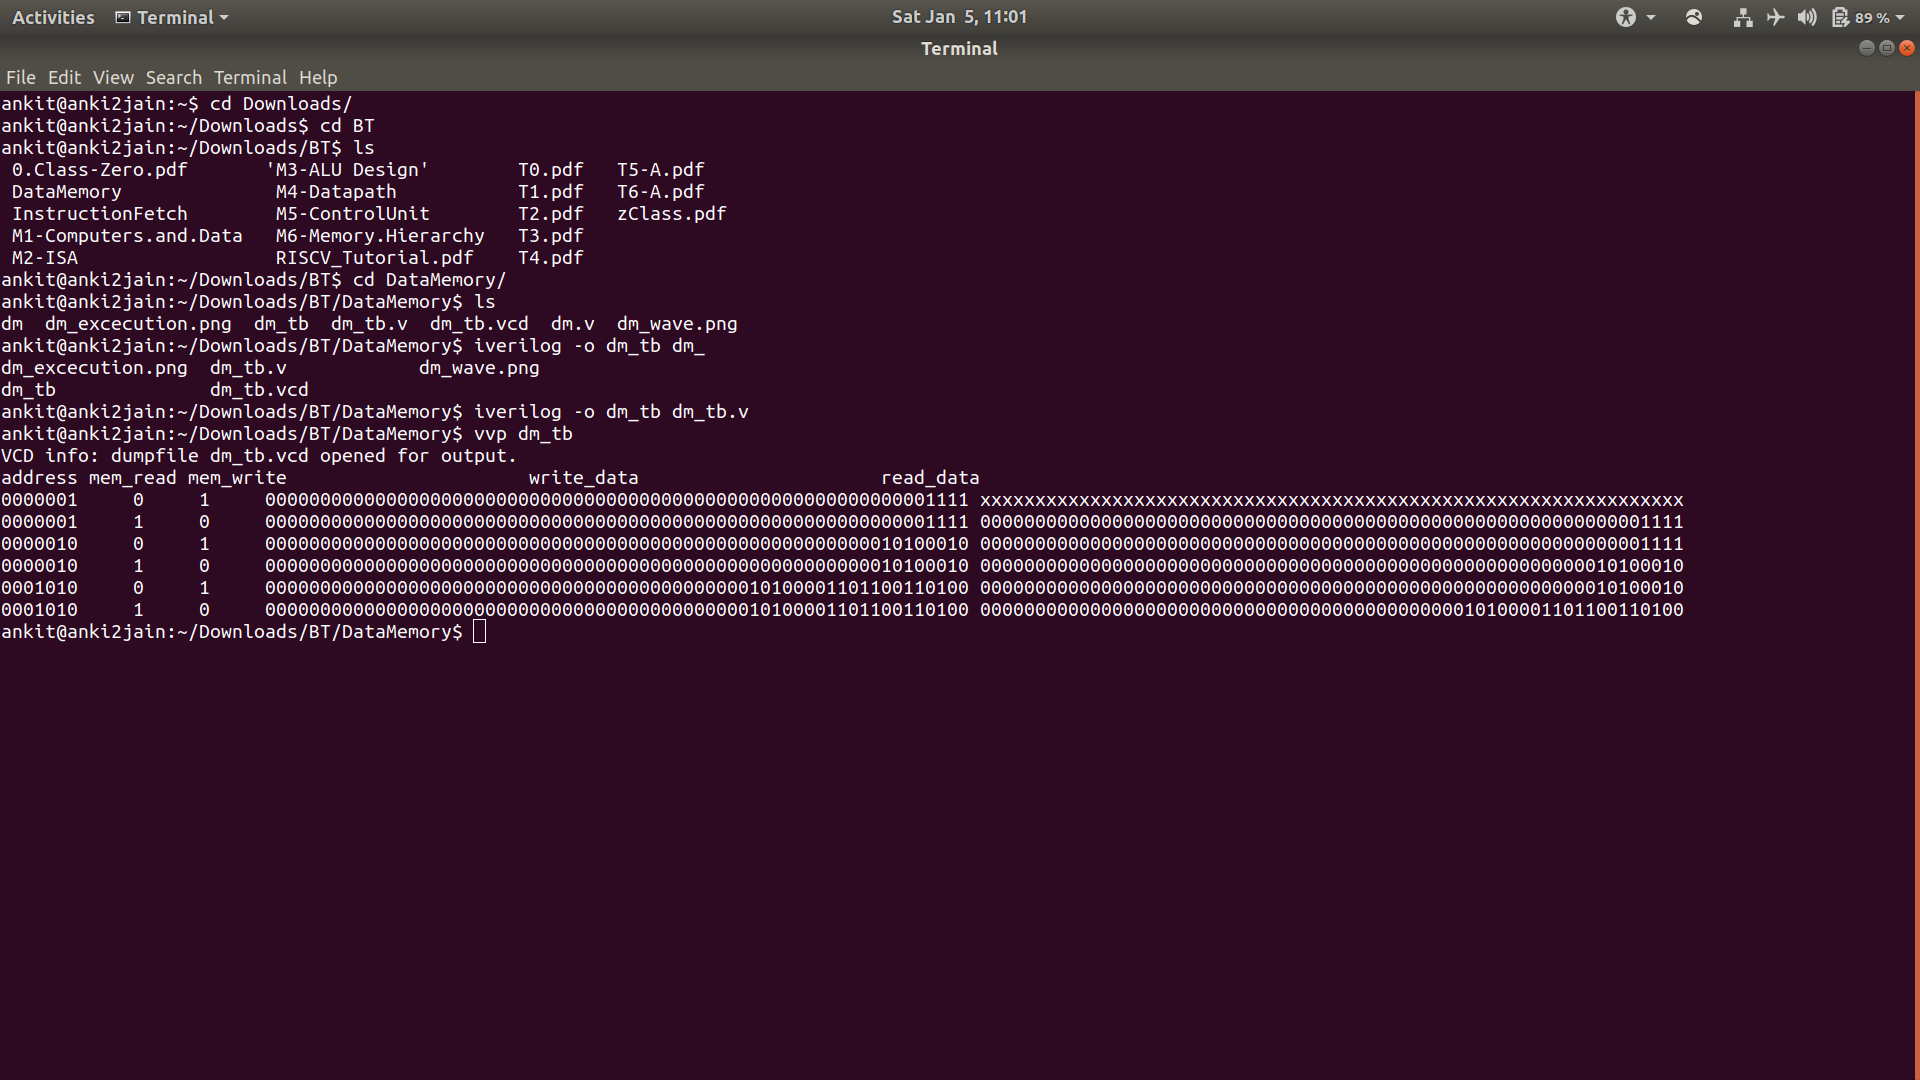 Activities Terminal Sat Jan 5, 11:01 89 %
Terminal
File Edit View Search Terminal Help
ankit@anki2jain:~$ cd Downloads/
ankit@anki2jain:~/Downloads$ cd BT
ankit@anki2jain:~/Downloads/BT$ ls
0.Class-Zero.pdf 'M3-ALU Design' T0.pdf T5-A.pdf
DataMemory M4-Datapath T1.pdf T6-A.pdf
InstructionFetch M5-ControlUnit T2.pdf zClass.pdf
M1-Computers.and.Data M6-Memory.Hierarchy T3.pdf
M2-ISA RISCV_Tutorial.pdf T4.pdf
ankit@anki2jain:~/Downloads/BT$ cd DataMemory/
ankit@anki2jain:~/Downloads/BT/DataMemory$ ls
dm dm_excecution.png dm_tb dm_tb.v dm_tb.vcd dm.v dm_wave.png
ankit@anki2jain:~/Downloads/BT/DataMemory$ iverilog -o dm_tb dm_
dm_excecution.png dm_tb.v dm_wave.png
dm_tb dm_tb.vcd
ankit@anki2jain:~/Downloads/BT/DataMemory$ iverilog -o dm_tb dm_tb.v
ankit@anki2jain:~/Downloads/BT/DataMemory$ vvp dm_tb
VCD info: dumpfile dm_tb.vcd opened for output.
address mem_read mem_write write_data read_data
0000001 0 1 0000000000000000000000000000000000000000000000000000000000001111 xxxxxxxxxxxxxxxxxxxxxxxxxxxxxxxxxxxxxxxxxxxxxxxxxxxxxxxxxxxxxxxx
0000001 1 0 0000000000000000000000000000000000000000000000000000000000001111 0000000000000000000000000000000000000000000000000000000000001111
0000010 0 1 0000000000000000000000000000000000000000000000000000000010100010 0000000000000000000000000000000000000000000000000000000000001111
0000010 1 0 0000000000000000000000000000000000000000000000000000000010100010 0000000000000000000000000000000000000000000000000000000010100010
0001010 0 1 0000000000000000000000000000000000000000000010100001101100110100 0000000000000000000000000000000000000000000000000000000010100010
0001010 1 0 0000000000000000000000000000000000000000000010100001101100110100 0000000000000000000000000000000000000000000010100001101100110100
ankit@anki2jain:~/Downloads/BT/DataMemory$